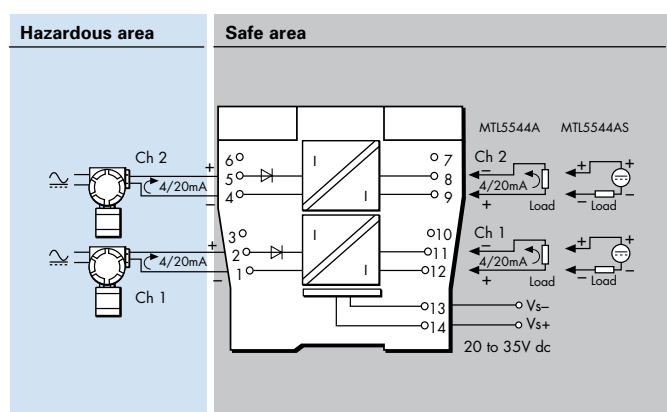 Hazardous area
Safe area
MTL5544A MTL5544AS
Ch 2
4/20mA
+
−
6
5
4
I
I
7
8
9
Ch 2
−
4/20mA
+
Load
+ +
− Load
Ch 1
4/20mA
+
−
3
2
1
I
I
10
11
12
Ch 1
−
4/20mA
+
Load
+ +
− Load
13
14
Vs−
Vs+
20 to 35V dc